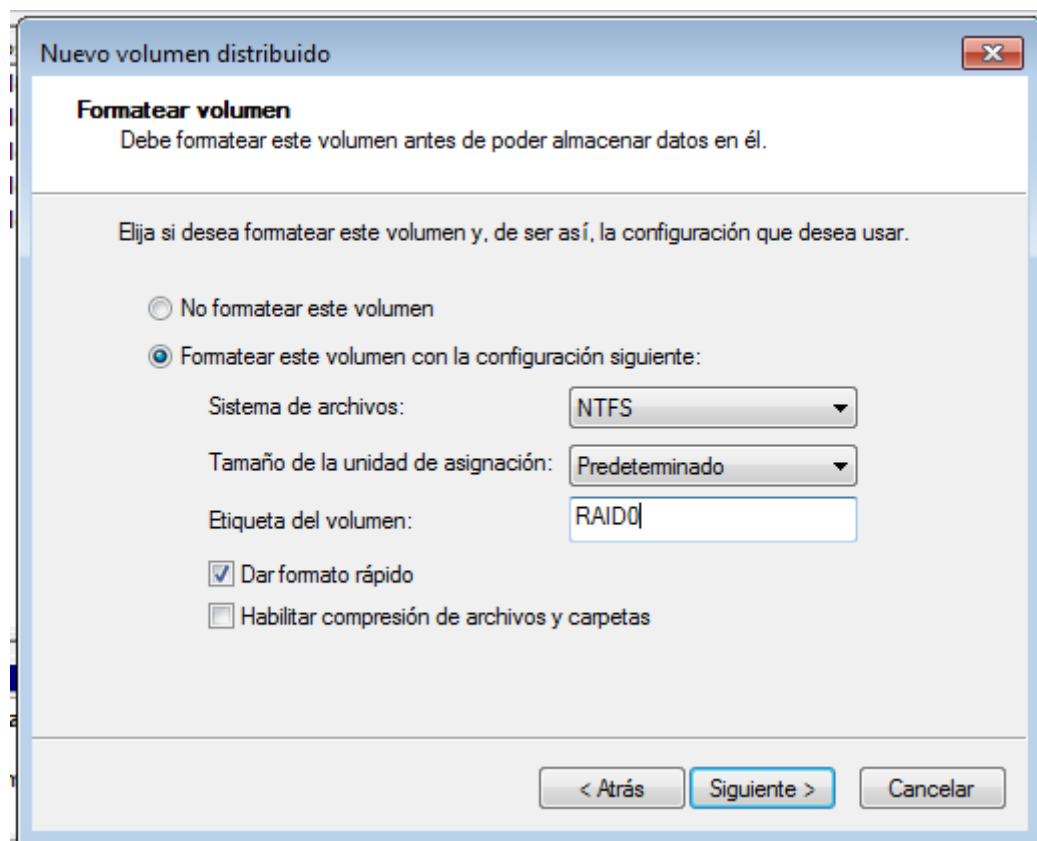 Nuevo volumen distribuido
Formatear volumen
Debe formatear este volumen antes de poder almacenar datos en él.
Elija si desea formatear este volumen y, de ser así, la configuración que desea usar.
No formatear este volumen
Formatear este volumen con la configuración siguiente:
Sistema de archivos: NTFS
Tamaño de la unidad de asignación: Predeterminado
Etiqueta del volumen: RAID0
Dar formato rápido
Habilitar compresión de archivos y carpetas
< Atrás Siguiente > Cancelar